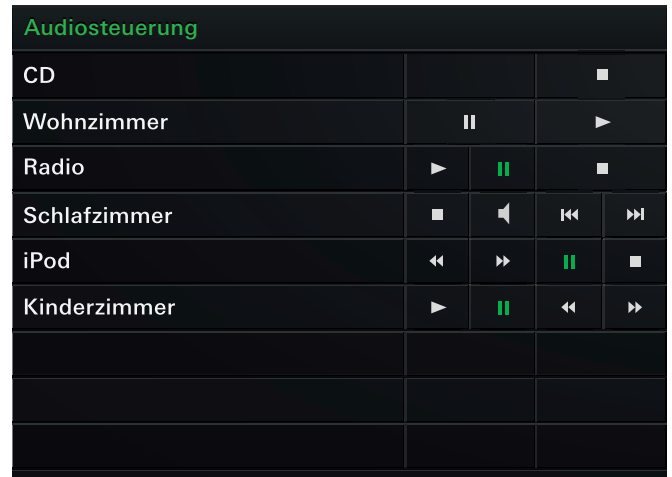 Audiosteuerung
CD
Wohnzimmer
Radio
Schlafzimmer
iPod
Kinderzimmer